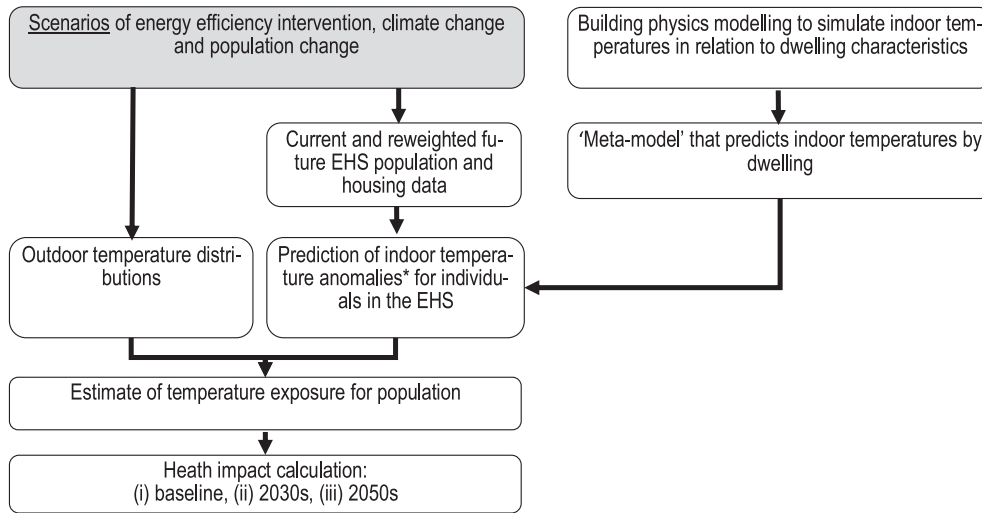 Scenarios of energy efficiency intervention, climate change
and population change
Building physics modelling to simulate indoor tem-
peratures in relation to dwelling characteristics
Current and reweighted fu-
ture EHS population and
housing data
‘Meta-model’ that predicts indoor temperatures by
dwelling
Outdoor temperature distri-
butions
Prediction of indoor tempera-
ture anomalies* for individu-
als in the EHS
Estimate of temperature exposure for population
Heath impact calculation:
(i) baseline, (ii) 2030s, (iii) 2050s